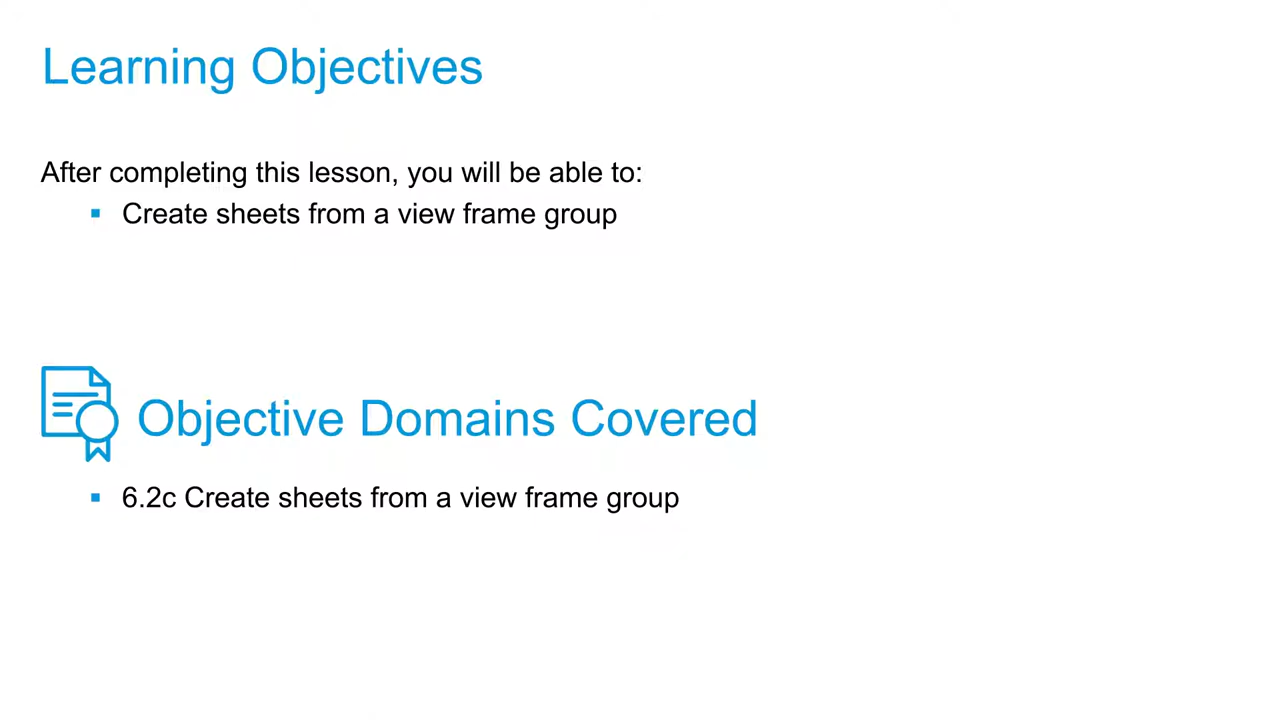 Learning Objectives
After completing this lesson, you will be able to:
▪ Create sheets from a view frame group
Objective Domains Covered
▪ 6.2c Create sheets from a view frame group